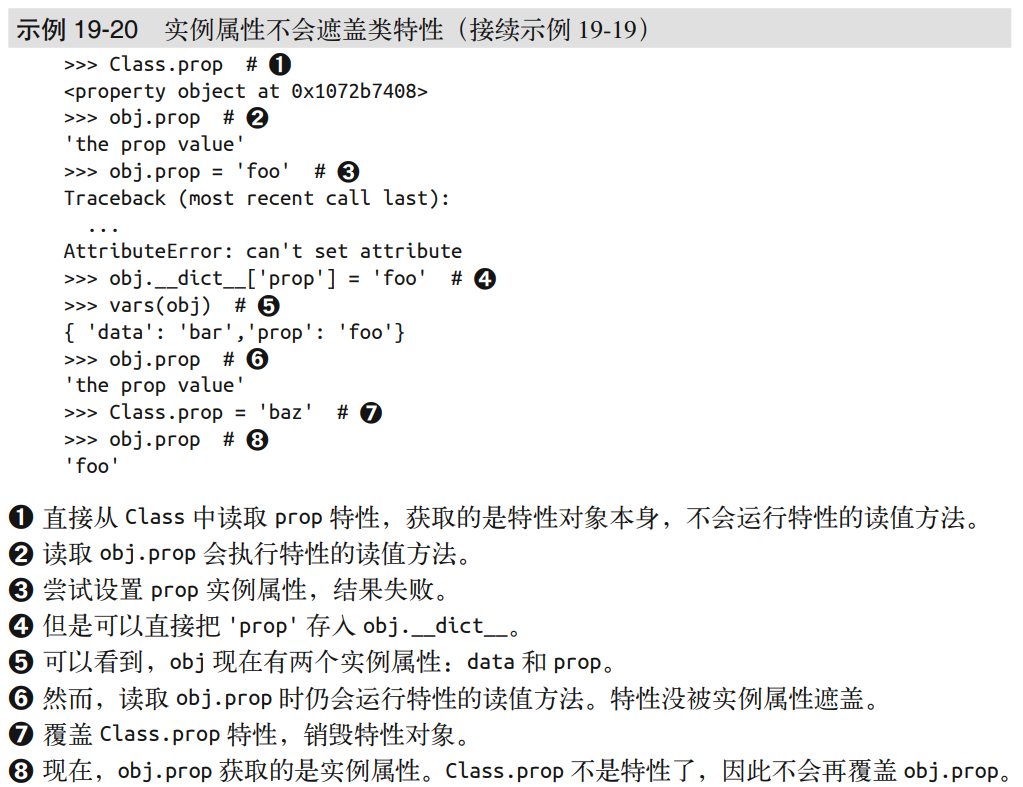 示例 19-20 实例属性不会遮盖类特性（接续示例 19-19）
>>> Class.prop # ❶
<property object at 0x1072b7408>
>>> obj.prop # ❷
'the prop value'
>>> obj.prop = 'foo' # ❸
Traceback (most recent call last):
...
AttributeError: can't set attribute
>>> obj.__dict__['prop'] = 'foo' # ❹
>>> vars(obj) # ❺
{ 'data': 'bar','prop': 'foo'}
>>> obj.prop # ❻
'the prop value'
>>> Class.prop = 'baz' # ❼
>>> obj.prop # ❽
'foo'
❶ 直接从 Class 中读取 prop 特性，获取的是特性对象本身，不会运行特性的读值方法。
❷ 读取 obj.prop 会执行特性的读值方法。
❸ 尝试设置 prop 实例属性，结果失败。
❹ 但是可以直接把 'prop' 存入 obj.__dict__。
❺ 可以看到，obj 现在有两个实例属性：data 和 prop。
❻ 然而，读取 obj.prop 时仍会运行特性的读值方法。特性没被实例属性遮盖。
❼ 覆盖 Class.prop 特性，销毁特性对象。
❽ 现在，obj.prop 获取的是实例属性。Class.prop 不是特性了，因此不会再覆盖 obj.prop。